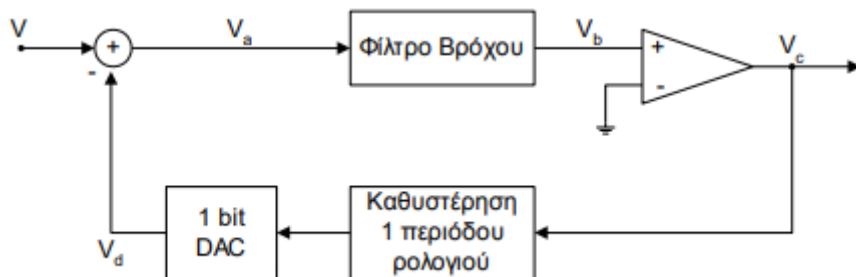 V
+
-
Va
Φίλτρο Βρόχου
Vb
+
-
Vc
Καθυστέρηση
1 περιόδου
ρολογιού
1 bit
DAC
Vd